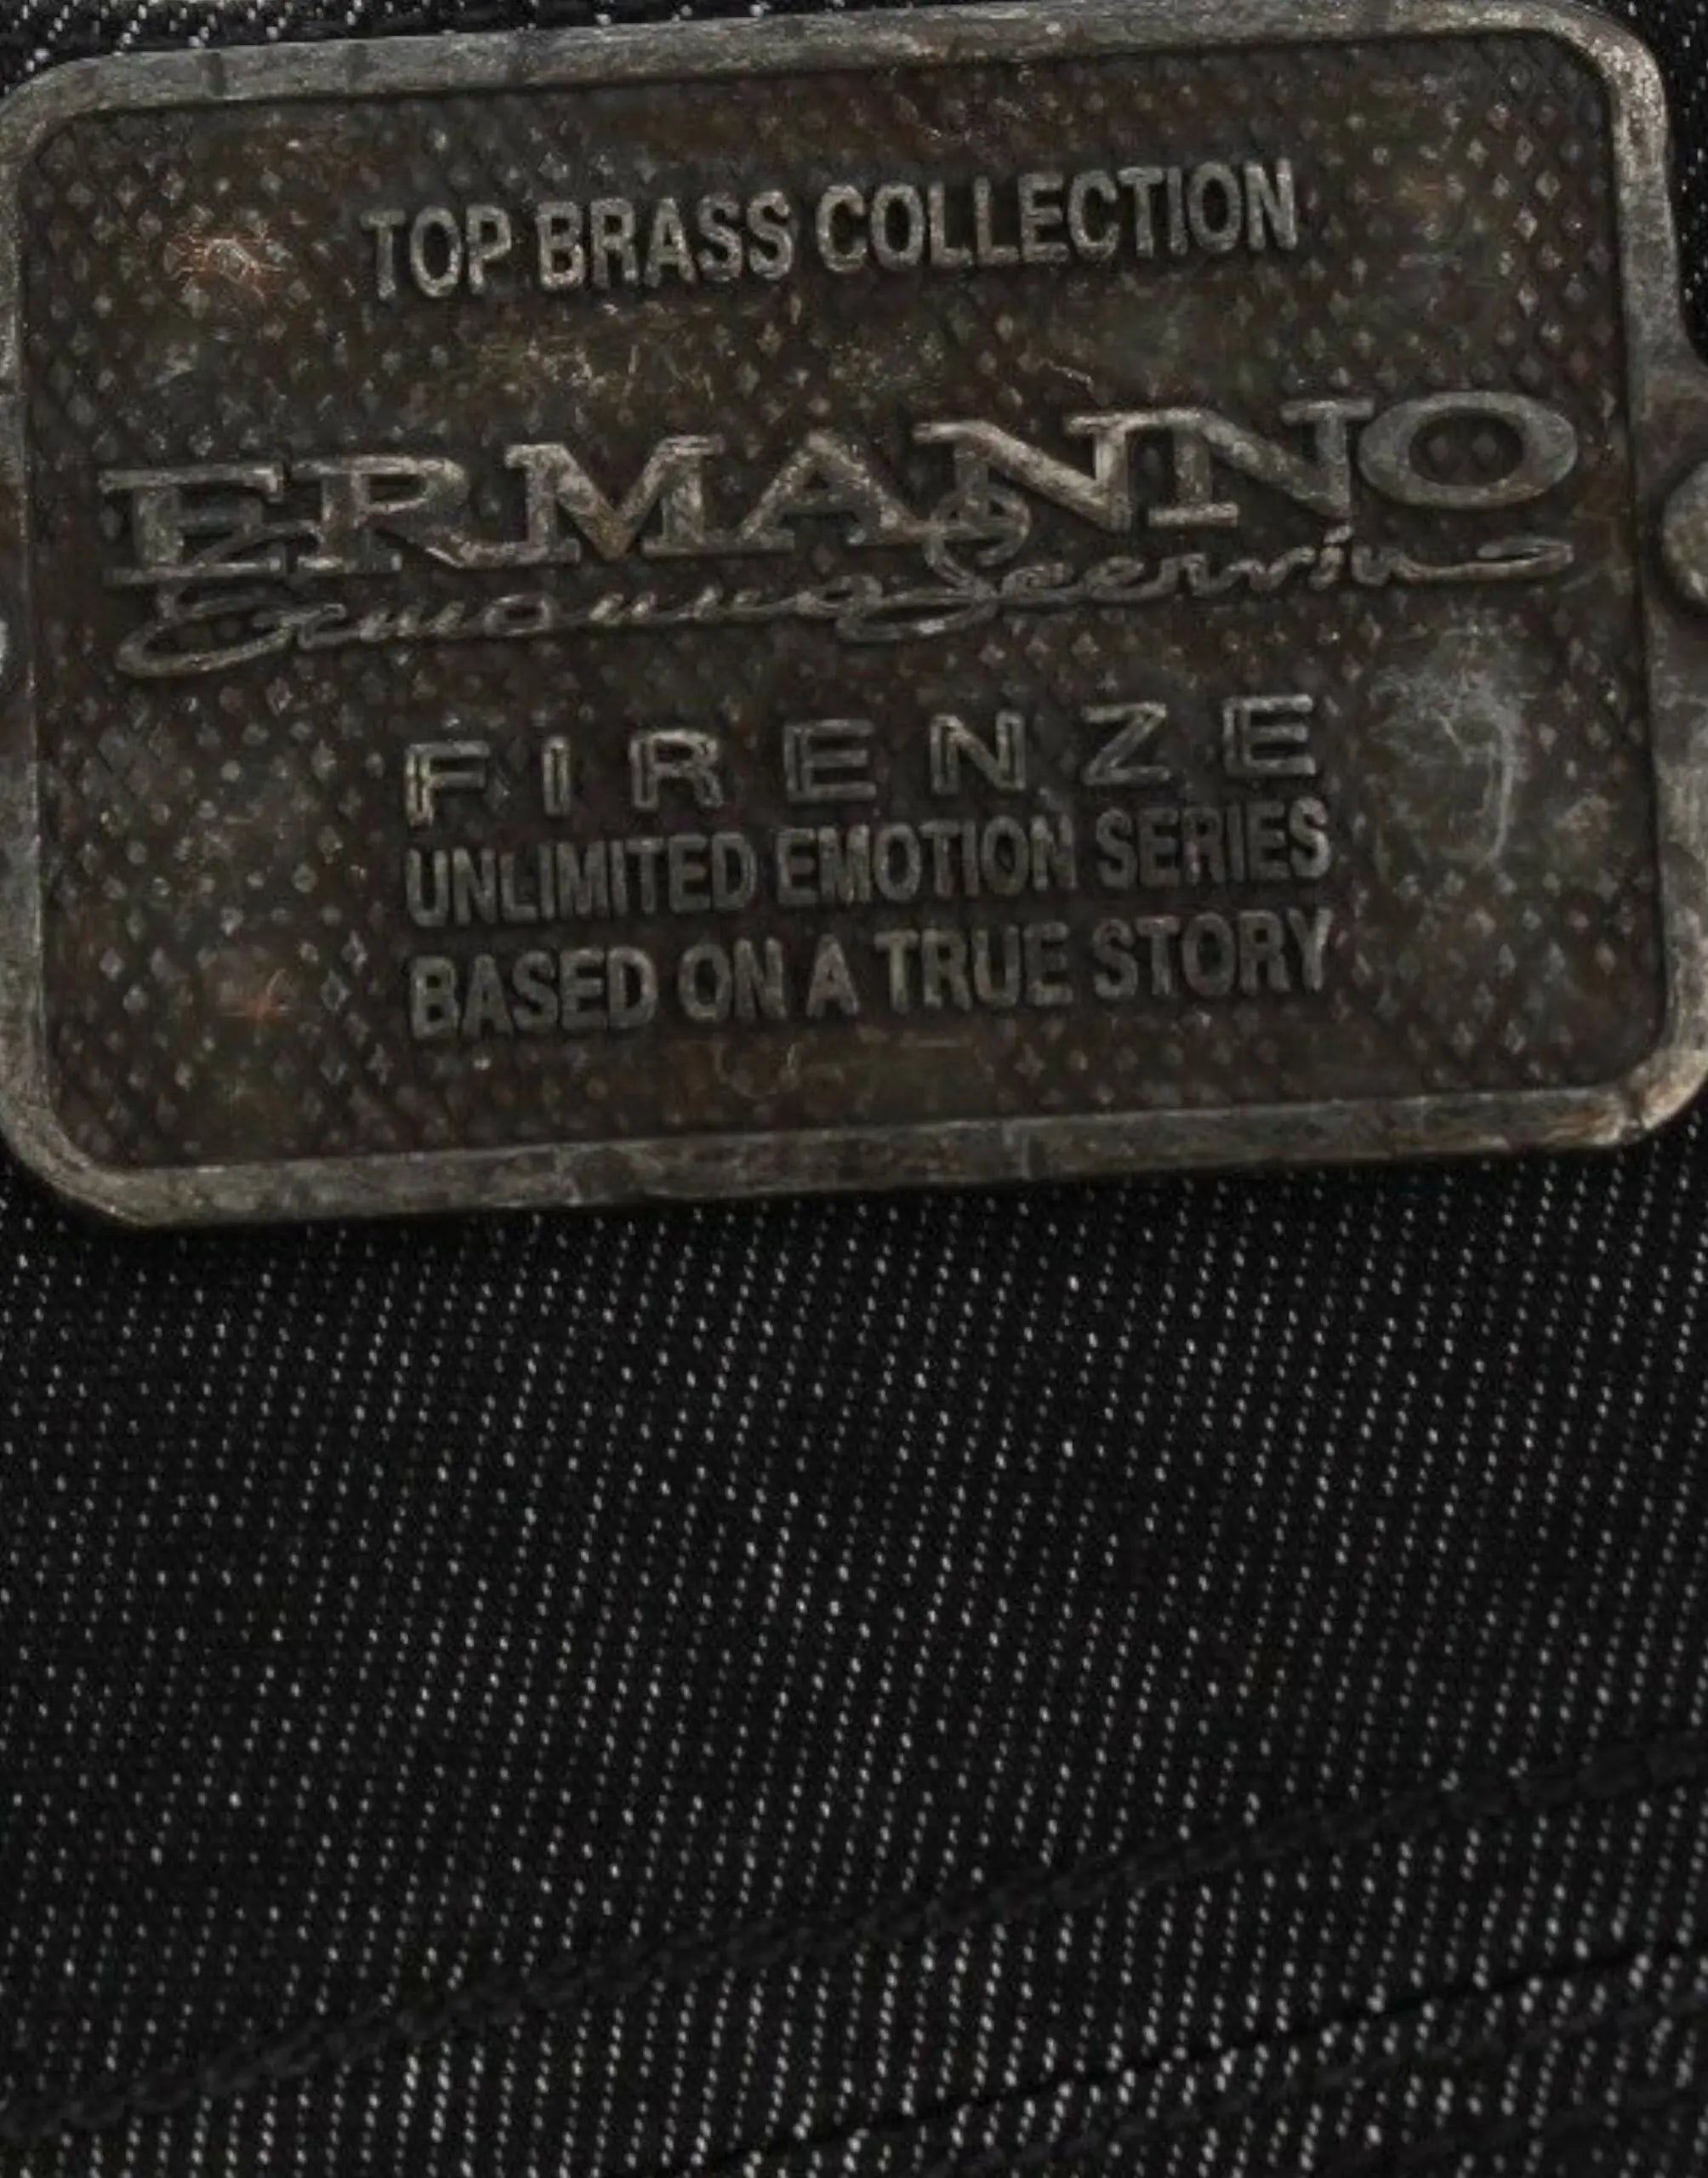 TOP BRASS COLLECTION
ERMANNO
Ermanno Scervino
FIRENZE
UNLIMITED EMOTION SERIES
BASED ON A TRUE STORY